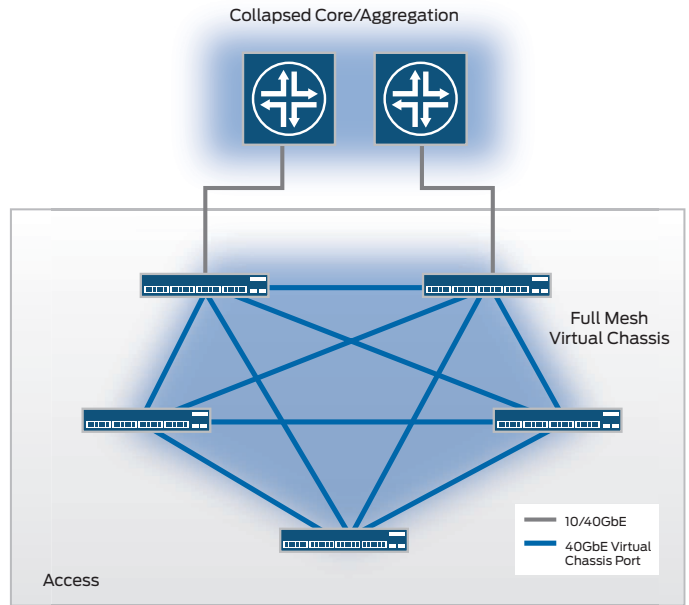 Collapsed Core/Aggregation
Full Mesh
Virtual Chassis
10/40GbE
40GbE Virtual
Chassis Port
Access